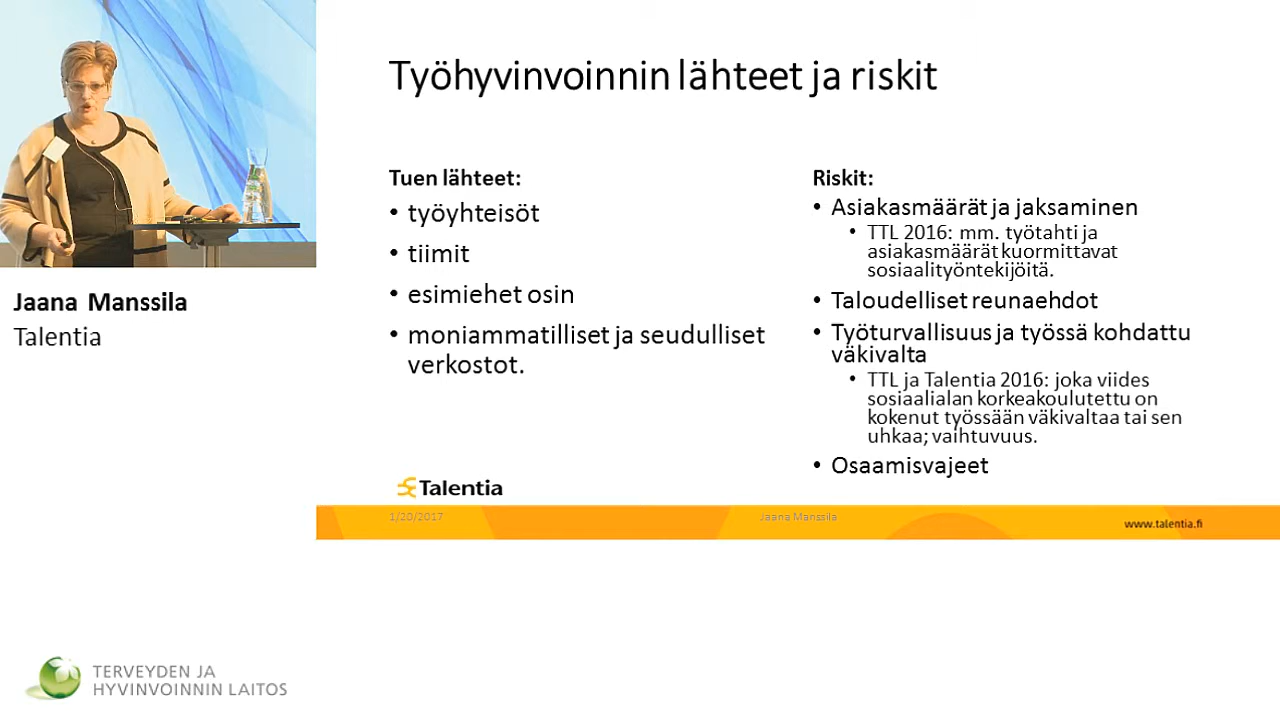 Työhyvinvoinnin lähteet ja riskit
Tuen lähteet:
• työyhteisöt
• tiimit
• esimiehet osin
• moniammatilliset ja seudulliset
verkostot.
Riskit:
• Asiakasmäärät ja jaksaminen
• TTL 2016: mm. työtahti ja
asiakasmäärät kuormittavat
sosiaalityöntekijöitä.
• Taloudelliset reunaehdot
• Työturvallisuus ja työssä kohdattu
väkivalta
• TTL ja Talentia 2016: joka viides
sosiaalialan korkeakoulutettu on
kokenut työssään väkivaltaa tai sen
uhkaa; vaihtuvuus.
• Osaamisvajeet
Talentia
1/20/2017
Jaana Manssila
www.talentia.fi
Jaana Manssila
Talentia
TERVEYDEN JA
HYVINVOINNIN LAITOS